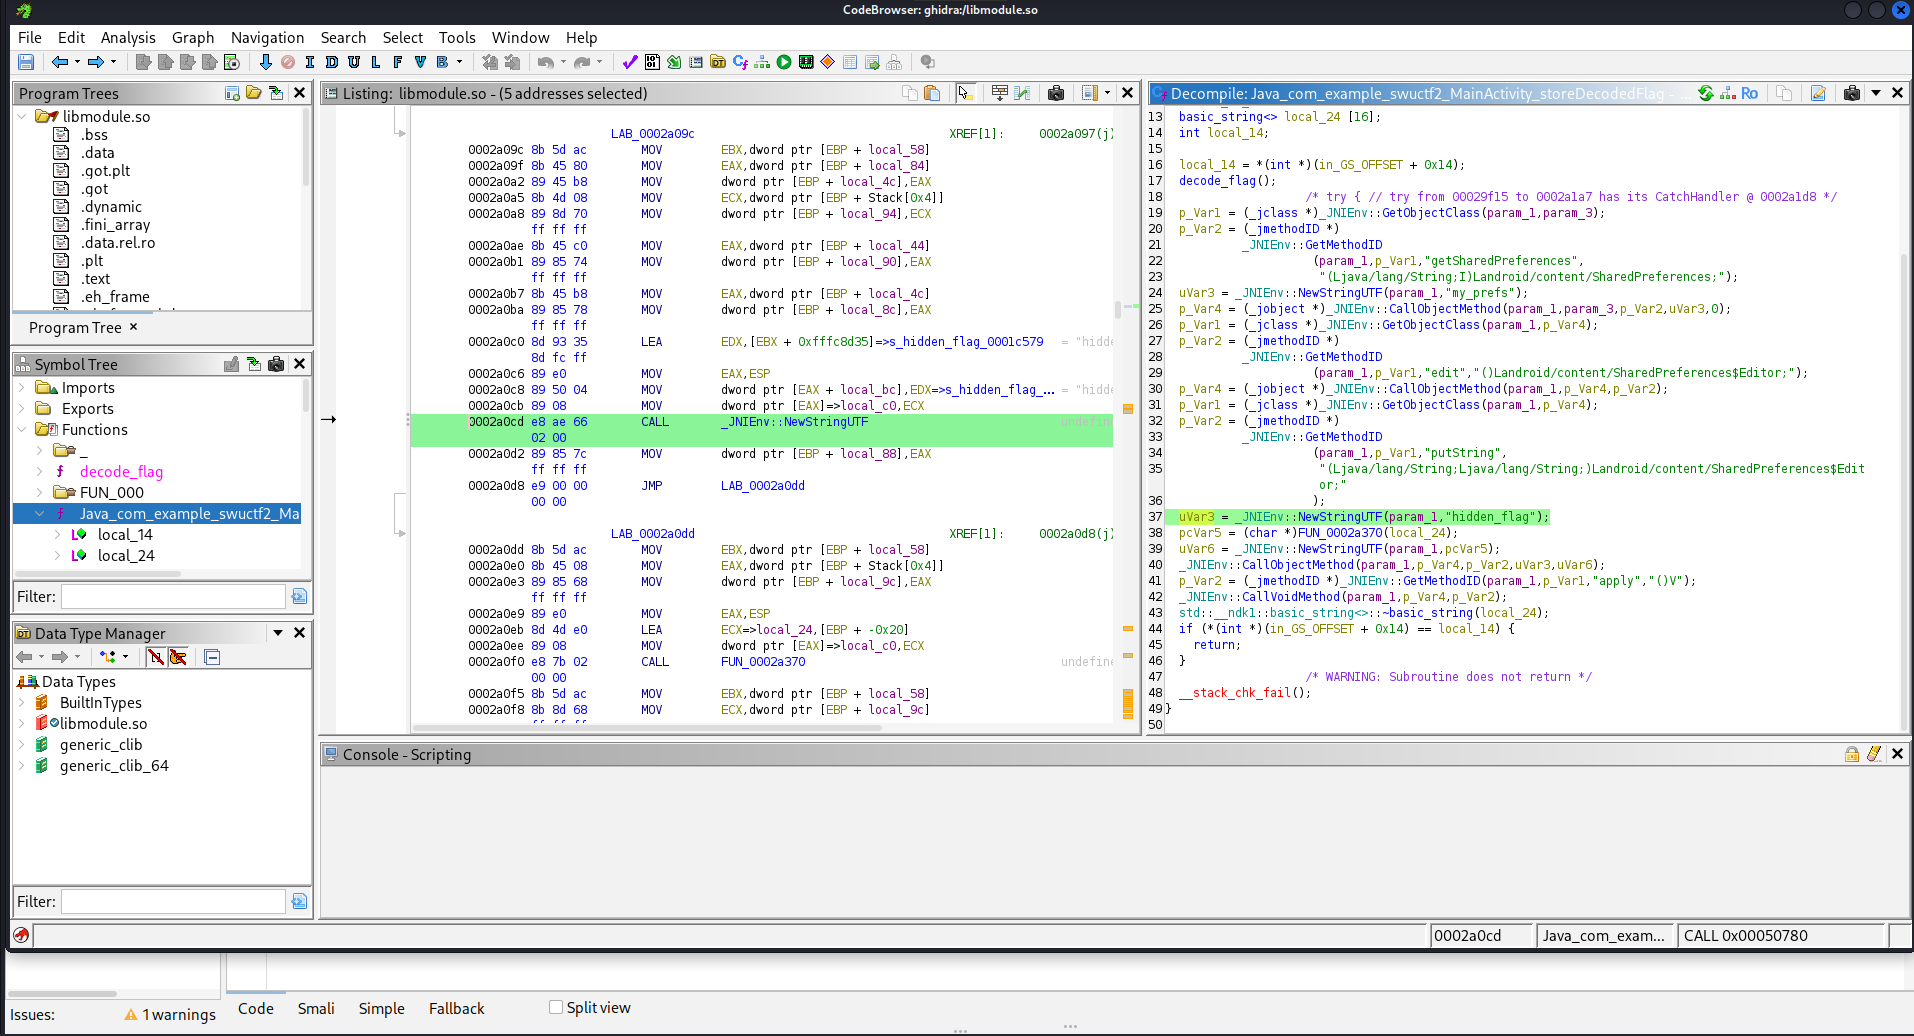 CodeBrowser: ghidra:/libmodule.so
File Edit Analysis Graph Navigation Search Select Tools Window Help
I D U L F V B
Program Trees
libmodule.so
.bss
.data
.got.plt
.got
.dynamic
.fini_array
.data.rel.ro
.plt
.text
.eh_frame
Program Tree ×
Symbol Tree
Imports
Exports
Functions
_
f decode_flag
FUN_000
f Java_com_example_swuctf2_Ma
local_14
local_24
Filter:
Data Type Manager
Data Types
BuiltInTypes
libmodule.so
generic_clib
generic_clib_64
Filter:
Listing: libmodule.so - (5 addresses selected)
LAB_0002a09c XREF[1]: 0002a097(j)
0002a09c 8b 5d ac MOV EBX,dword ptr [EBP + local_58]
0002a09f 8b 45 80 MOV EAX,dword ptr [EBP + local_84]
0002a0a2 89 45 b8 MOV dword ptr [EBP + local_4c],EAX
0002a0a5 8b 4d 08 MOV ECX,dword ptr [EBP + Stack[0x4]]
0002a0a8 89 8d 70 MOV dword ptr [EBP + local_94],ECX
ff ff ff
0002a0ae 8b 45 c0 MOV EAX,dword ptr [EBP + local_44]
0002a0b1 89 85 74 MOV dword ptr [EBP + local_90],EAX
ff ff ff
0002a0b7 8b 45 b8 MOV EAX,dword ptr [EBP + local_4c]
0002a0ba 89 85 78 MOV dword ptr [EBP + local_8c],EAX
ff ff ff
0002a0c0 8d 93 35 LEA EDX,[EBX + 0xfffc8d35]=>s_hidden_flag_0001c579 = "hidde
8d fc ff
0002a0c6 89 e0 MOV EAX,ESP
0002a0c8 89 50 04 MOV dword ptr [EAX + local_bc],EDX=>s_hidden_flag_... = "hidde
0002a0cb 89 08 MOV dword ptr [EAX]=>local_c0,ECX
0002a0cd e8 ae 66 CALL _JNIEnv::NewStringUTF undefine
02 00
0002a0d2 89 85 7c MOV dword ptr [EBP + local_88],EAX
ff ff ff
0002a0d8 e9 00 00 JMP LAB_0002a0dd
00 00
LAB_0002a0dd XREF[1]: 0002a0d8(j)
0002a0dd 8b 5d ac MOV EBX,dword ptr [EBP + local_58]
0002a0e0 8b 45 08 MOV EAX,dword ptr [EBP + Stack[0x4]]
0002a0e3 89 85 68 MOV dword ptr [EBP + local_9c],EAX
ff ff ff
0002a0e9 89 e0 MOV EAX,ESP
0002a0eb 8d 4d e0 LEA ECX=>local_24,[EBP + -0x20]
0002a0ee 89 08 MOV dword ptr [EAX]=>local_c0,ECX
0002a0f0 e8 7b 02 CALL FUN_0002a370 undefine
00 00
0002a0f5 8b 5d ac MOV EBX,dword ptr [EBP + local_58]
0002a0f8 8b 8d 68 MOV ECX,dword ptr [EBP + local_9c]
Decompile: Java_com_example_swuctf2_MainActivity_storeDecodedFlag -
Ro
13 basic_string<> local_24 [16];
14 int local_14;
15
16 local_14 = *(int *)(in_GS_OFFSET + 0x14);
17 decode_flag();
18 /* try { // try from 00029f15 to 0002a1a7 has its CatchHandler @ 0002a1d8 */
19 p_Var1 = (_jclass *)_JNIEnv::GetObjectClass(param_1,param_3);
20 p_Var2 = (_jmethodID *)
21 _JNIEnv::GetMethodID
22 (param_1,p_Var1,"getSharedPreferences",
23 "(Ljava/lang/String;I)Landroid/content/SharedPreferences;");
24 uVar3 = _JNIEnv::NewStringUTF(param_1,"my_prefs");
25 p_Var4 = (_jobject *)_JNIEnv::CallObjectMethod(param_1,param_3,p_Var2,uVar3,0);
26 p_Var1 = (_jclass *)_JNIEnv::GetObjectClass(param_1,p_Var4);
27 p_Var2 = (_jmethodID *)
28 _JNIEnv::GetMethodID
29 (param_1,p_Var1,"edit","()Landroid/content/SharedPreferences$Editor;");
30 p_Var4 = (_jobject *)_JNIEnv::CallObjectMethod(param_1,p_Var4,p_Var2);
31 p_Var1 = (_jclass *)_JNIEnv::GetObjectClass(param_1,p_Var4);
32 p_Var2 = (_jmethodID *)
33 _JNIEnv::GetMethodID
34 (param_1,p_Var1,"putString",
35 "(Ljava/lang/String;Ljava/lang/String;)Landroid/content/SharedPreferences$Edit
or;"
36 );
37 uVar3 = _JNIEnv::NewStringUTF(param_1,"hidden_flag");
38 pcVar5 = (char *)FUN_0002a370(local_24);
39 uVar6 = _JNIEnv::NewStringUTF(param_1,pcVar5);
40 _JNIEnv::CallObjectMethod(param_1,p_Var4,p_Var2,uVar3,uVar6);
41 p_Var2 = (_jmethodID *)_JNIEnv::GetMethodID(param_1,p_Var1,"apply","()V");
42 _JNIEnv::CallVoidMethod(param_1,p_Var4,p_Var2);
43 std::__ndk1::basic_string<>::~basic_string(local_24);
44 if (*(int *)(in_GS_OFFSET + 0x14) == local_14) {
45 return;
46 }
47 /* WARNING: Subroutine does not return */
48 __stack_chk_fail();
49 }
50
Console - Scripting
0002a0cd Java_com_exam... CALL 0x00050780
Issues: 1 warnings
Code Smali Simple Fallback Split view